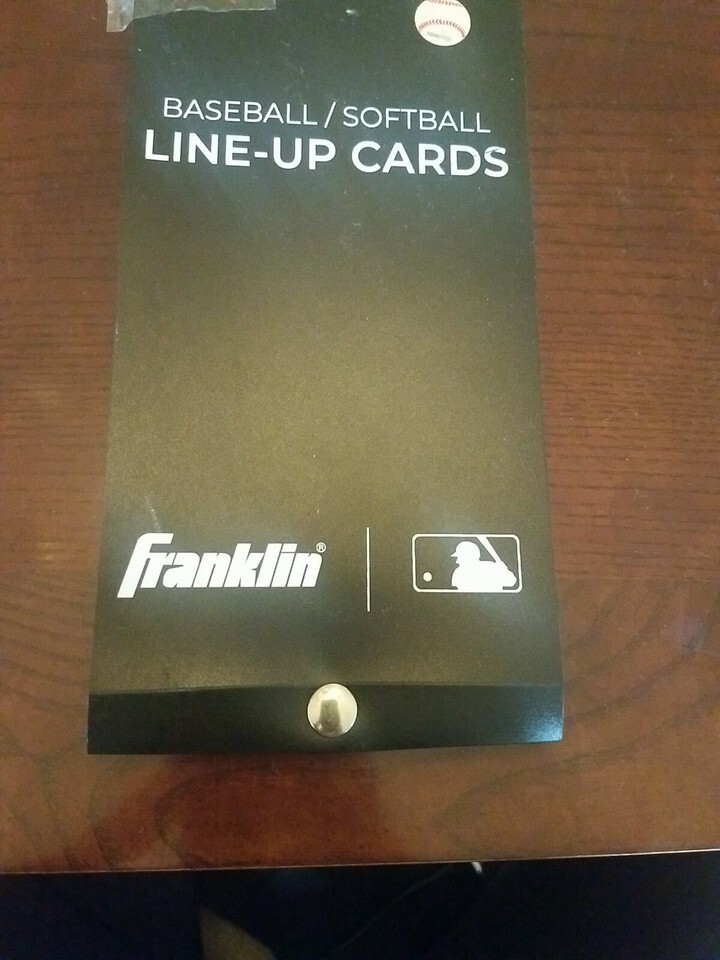 BASEBALL / SOFTBALL
LINE-UP CARDS
Franklin®